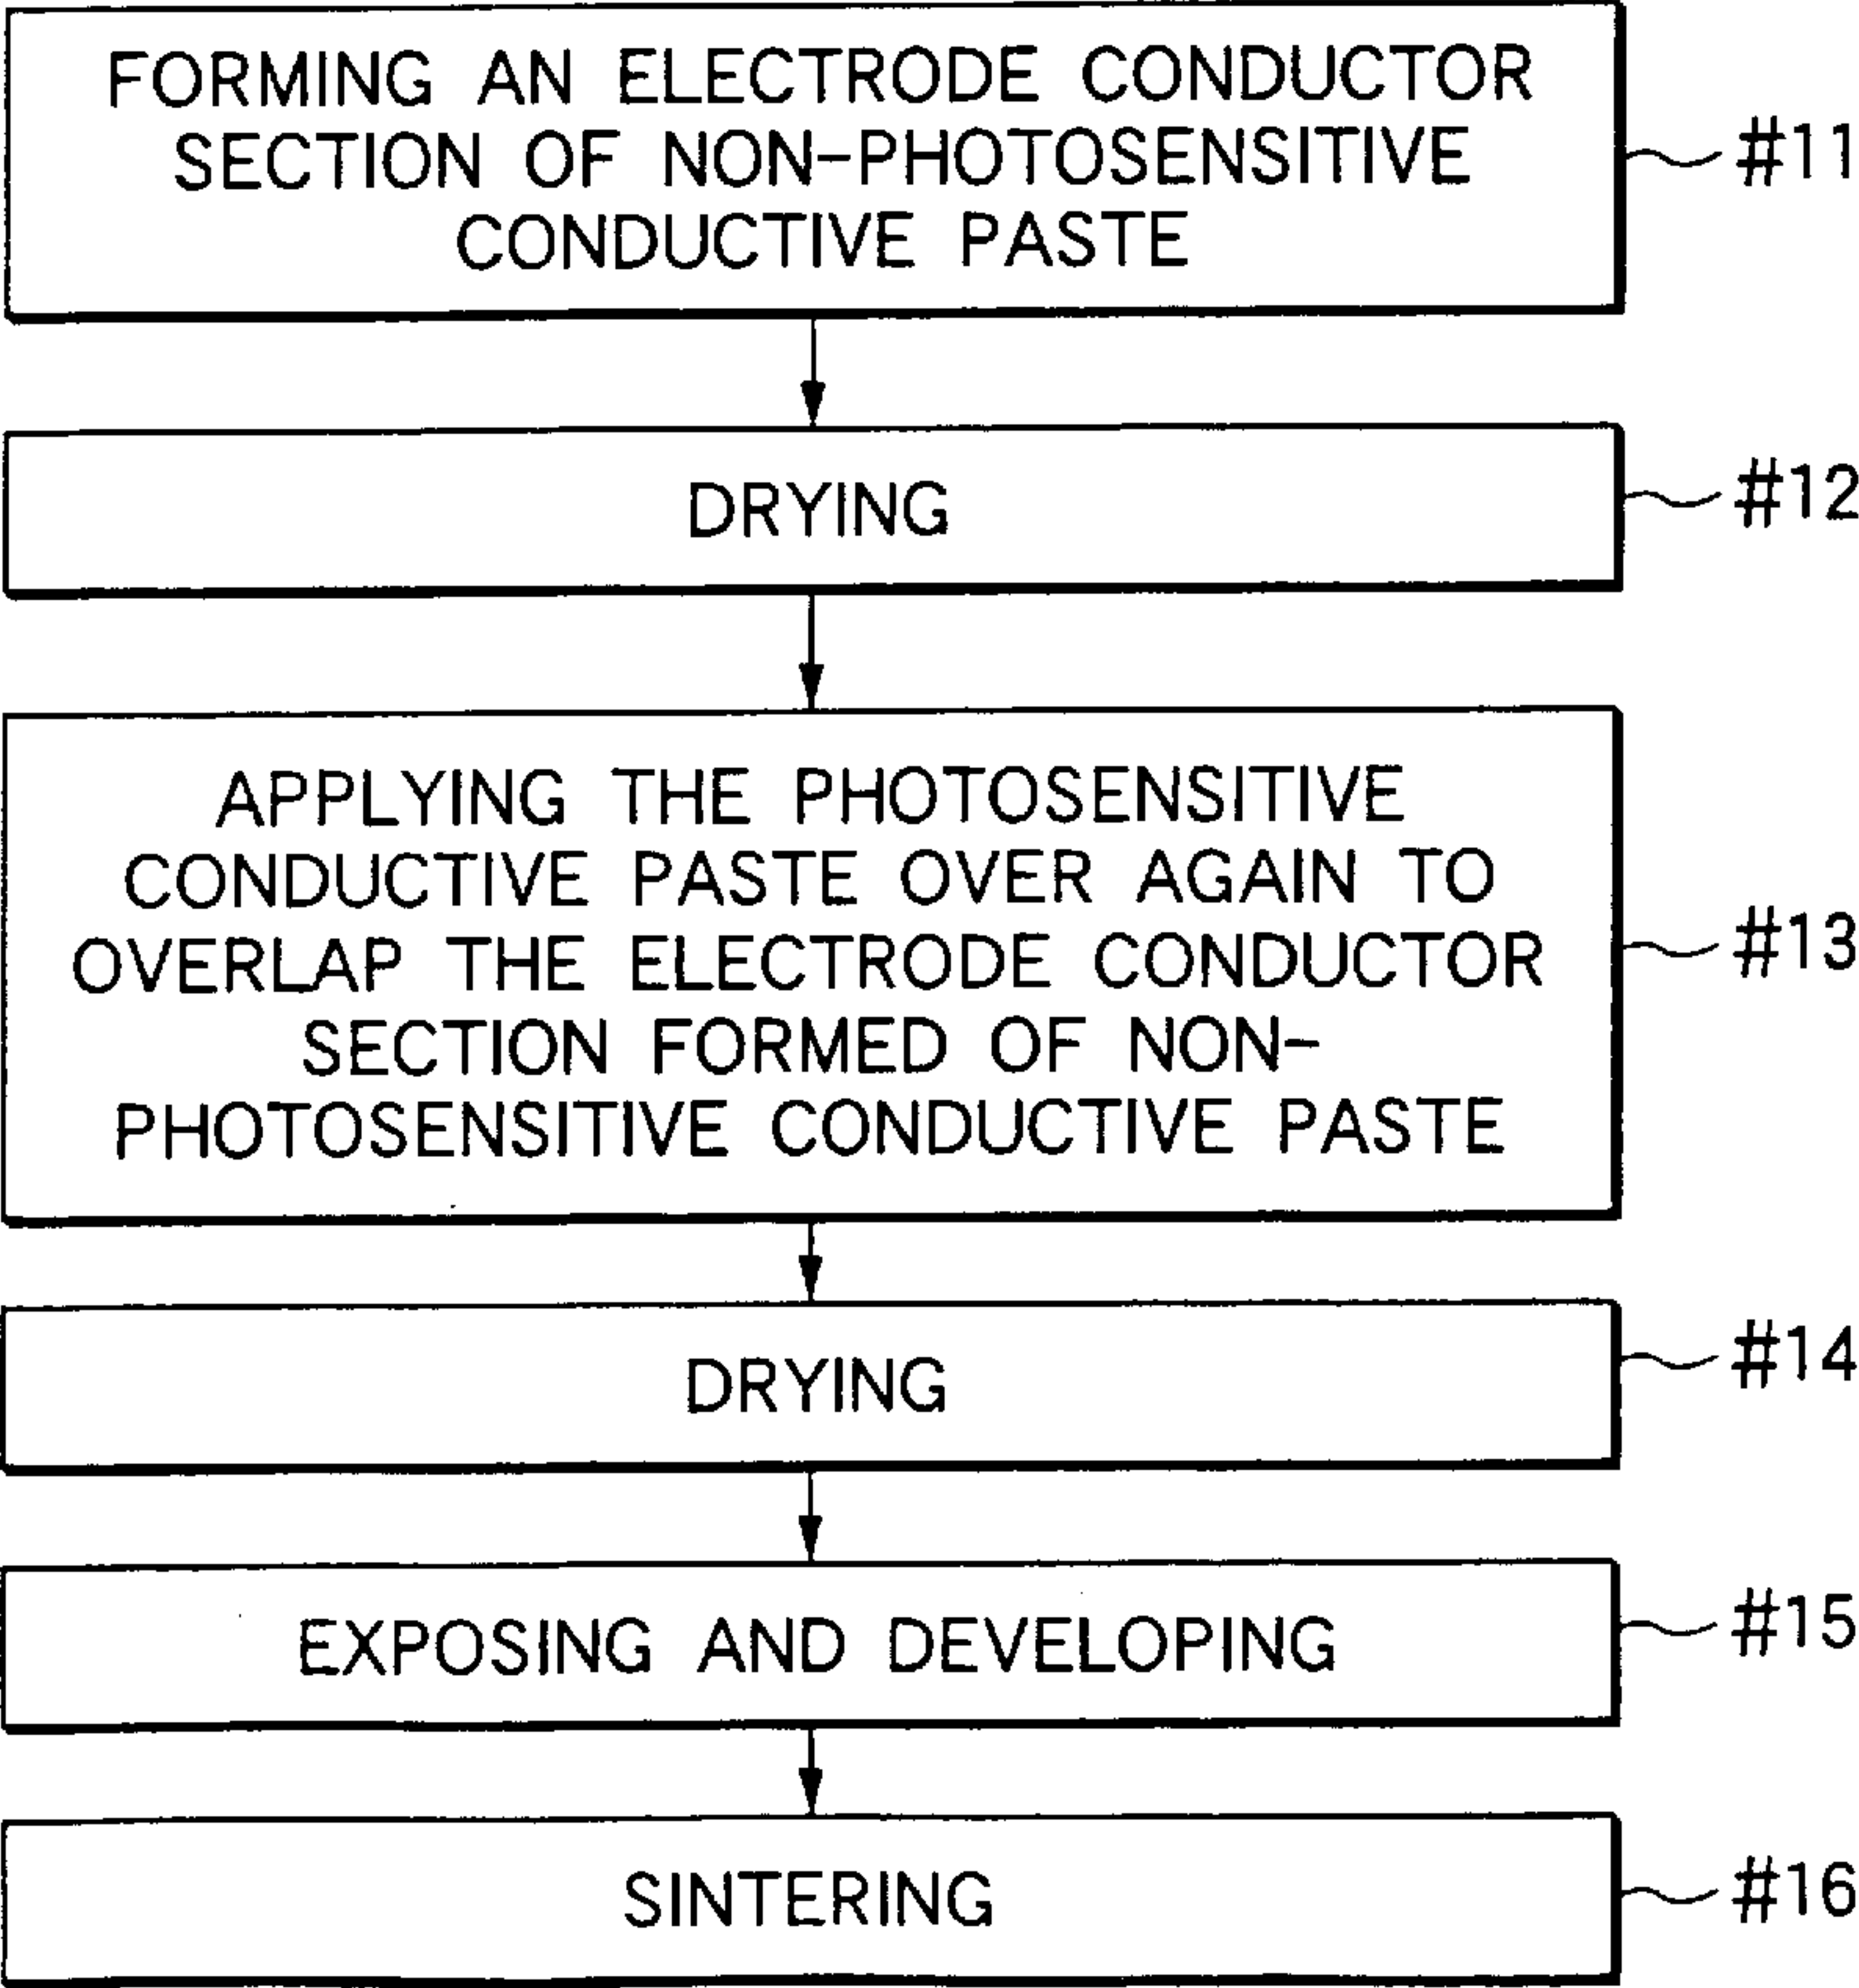 FORMING AN ELECTRODE CONDUCTOR
SECTION OF NON-PHOTOSENSITIVE
CONDUCTIVE PASTE
#11
DRYING
#12
APPLYING THE PHOTOSENSITIVE
CONDUCTIVE PASTE OVER AGAIN TO
OVERLAP THE ELECTRODE CONDUCTOR
SECTION FORMED OF NON-
PHOTOSENSITIVE CONDUCTIVE PASTE
#13
DRYING
#14
EXPOSING AND DEVELOPING
#15
SINTERING
#16